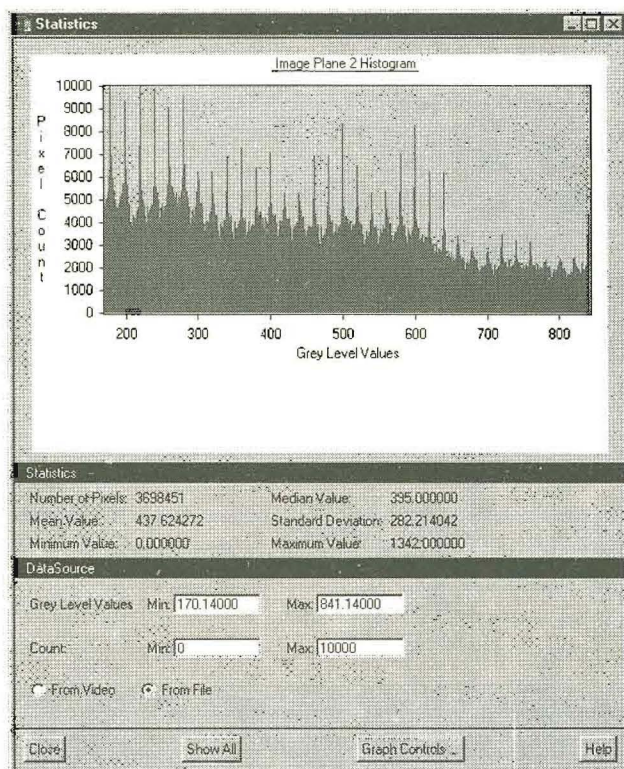 Statistics
Image Plane 2 Histogram
Pixel Count
10000
9000
8000
7000
6000
5000
4000
3000
2000
1000
0
200 300 400 500 600 700 800
Grey Level Values
Statistics
Number of Pixels: 3698451 Median Value: 395.000000
Mean Value: 437.624272 Standard Deviation: 282.214042
Minimum Value: 0.000000 Maximum Value: 1342.000000
DataSource
Grey Level Values Min: 170.14000 Max: 841.14000
Count: Min: 0 Max: 10000
From Video From File
Close Show All Graph Controls .. Help